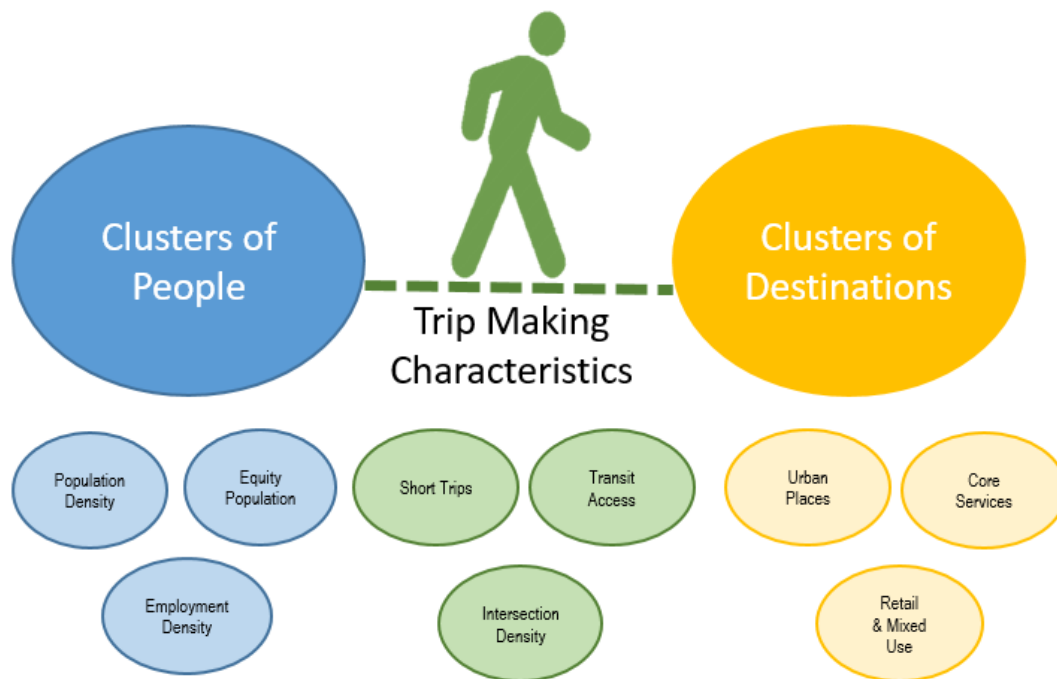 Clusters of
People
Trip Making
Characteristics
Clusters of
Destinations
Population
Density
Equity
Population
Employment
Density
Short Trips
Transit
Access
Intersection
Density
Urban
Places
Core
Services
Retail
& Mixed
Use